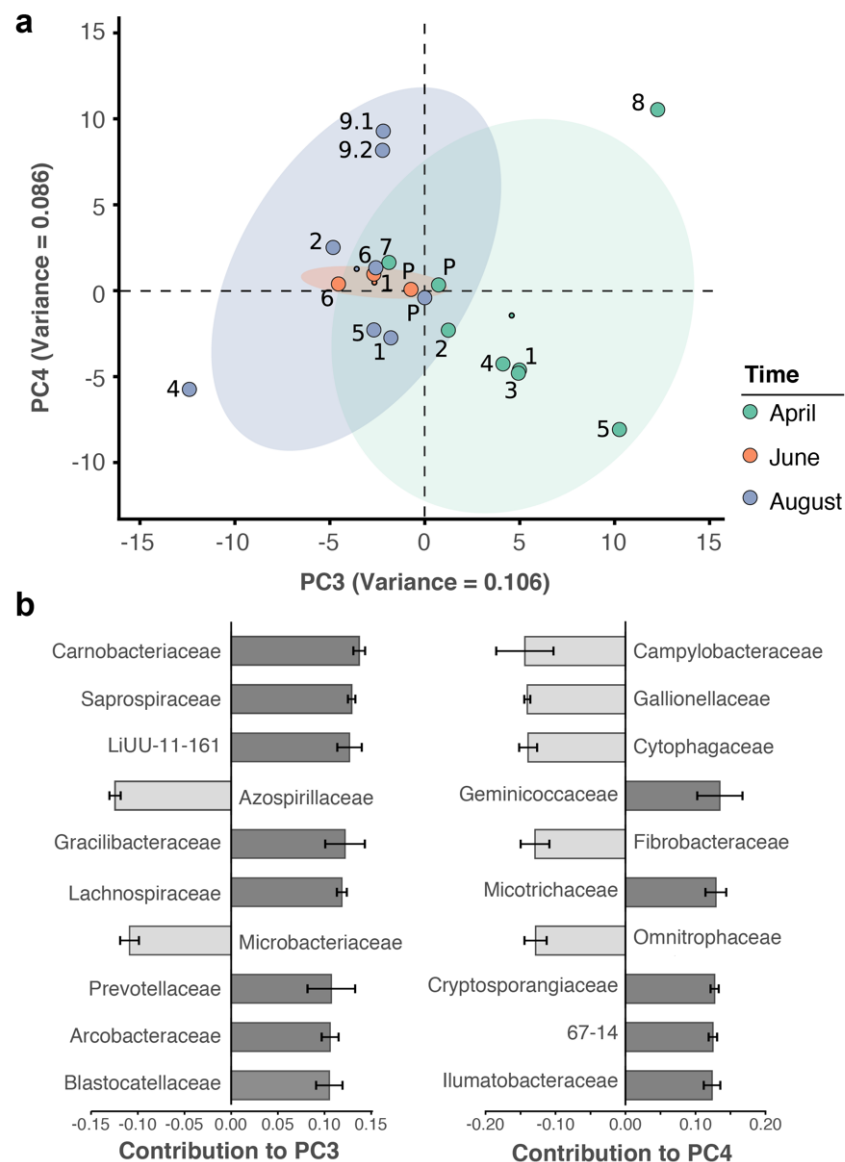 a
15
10
5
0
-5
-10
PC4 (Variance = 0.086)
8
9.1
9.2
2
6
7
6
1
P
P
P
5
1
2
4
1
3
4
5
-15
-10
-5
0
5
10
15
PC3 (Variance = 0.106)
Time
April
June
August
b
Carnobacteriaceae
Saprospiraceae
LiUU-11-161
Azospirillaceae
Gracilibacteraceae
Lachnospiraceae
Microbacteriaceae
Prevotellaceae
Arcobacteraceae
Blastocatellaceae
-0.15
-0.10
-0.05
0.00
0.05
0.10
0.15
Contribution to PC3
Campylobacteraceae
Gallionellaceae
Cytophagaceae
Geminicoccaceae
Fibrobacteraceae
Micotrichaceae
Omnitrophaceae
Cryptosporangiaceae
67-14
Ilumatobacteraceae
-0.20
-0.10
0.00
0.10
0.20
Contribution to PC4